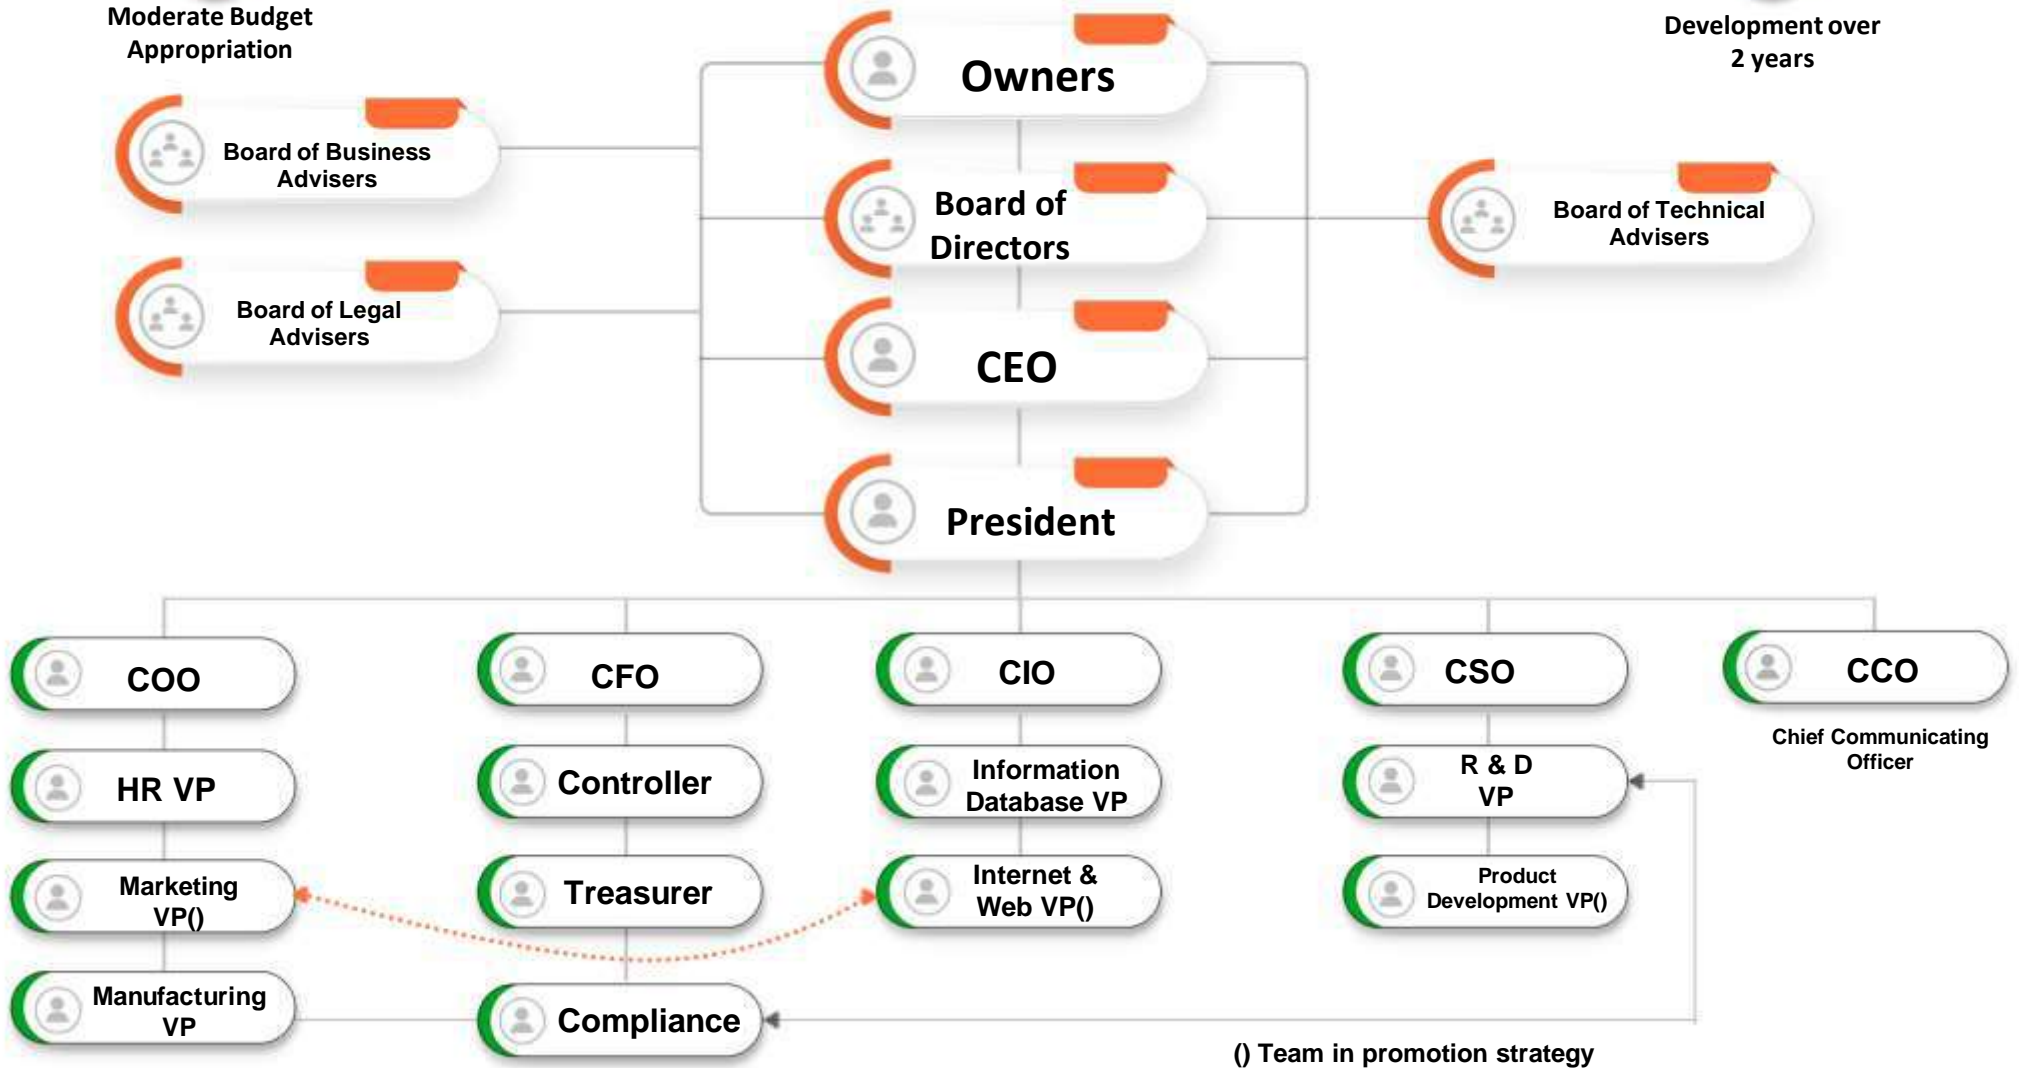 Moderate Budget
Appropriation
Development over
2 years
Owners
Board of Business
Advisers
Board of
Directors
Board of Technical
Advisers
Board of Legal
Advisers
CEO
President
COO
CFO
CIO
CSO
CCO
Chief Communicating
Officer
HR VP
Controller
Information
Database VP
R & D
VP
Marketing
VP()
Treasurer
Internet &
Web VP()
Product
Development VP()
Manufacturing
VP
Compliance
() Team in promotion strategy